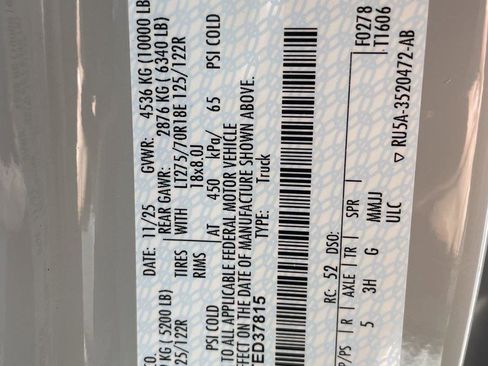 DATE: 11/25 GVWR: 4536 KG (10000 LB
(5200 LB) REAR GAWR: 2876 KG ( 6340 LB)
25/122R TIRES WITH LT275/70R18E 125/122R
RIMS 18x8.0J
PSI COLD AT 450 kPa/ 65 PSI COLD
TO ALL APPLICABLE FEDERAL MOTOR VEHICLE
FFECT ON THE DATE OF MANUFACTURE SHOWN ABOVE.
TED37815 TYPE: Truck
F0278
T1606
RC: 52 DSO:
P/PS | R | AXLE | TR | SPR
5 3H G MMJJ
ULC ▽ RU5A-3520472-AB